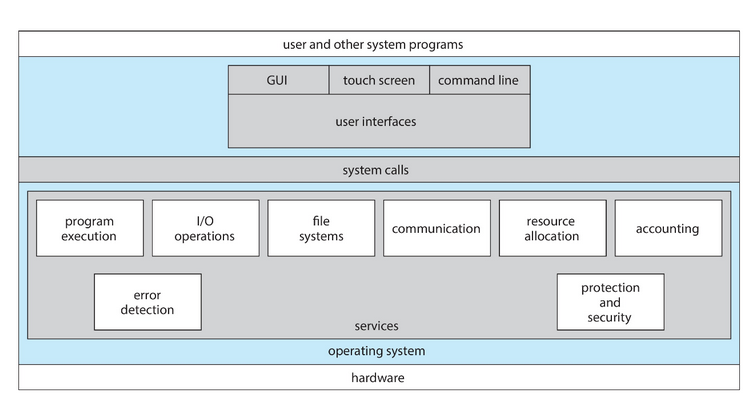 user and other system programs
GUI
touch screen
command line
user interfaces
system calls
program
execution
I/O
operations
file
systems
communication
resource
allocation
accounting
error
detection
protection
and
security
services
operating system
hardware